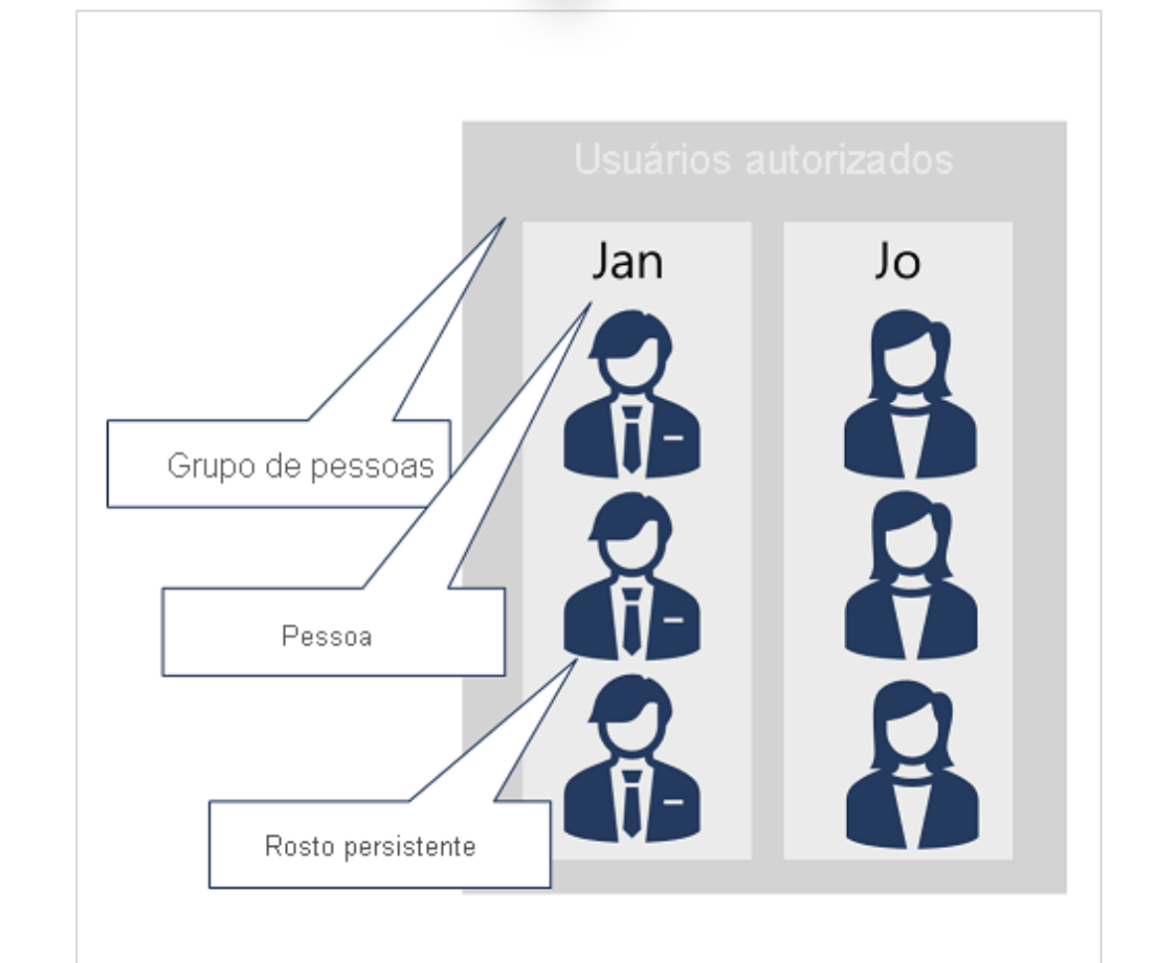 Usuários autorizados
Jan
Jo
Grupo de pessoas
Pessoa
Rosto persistente